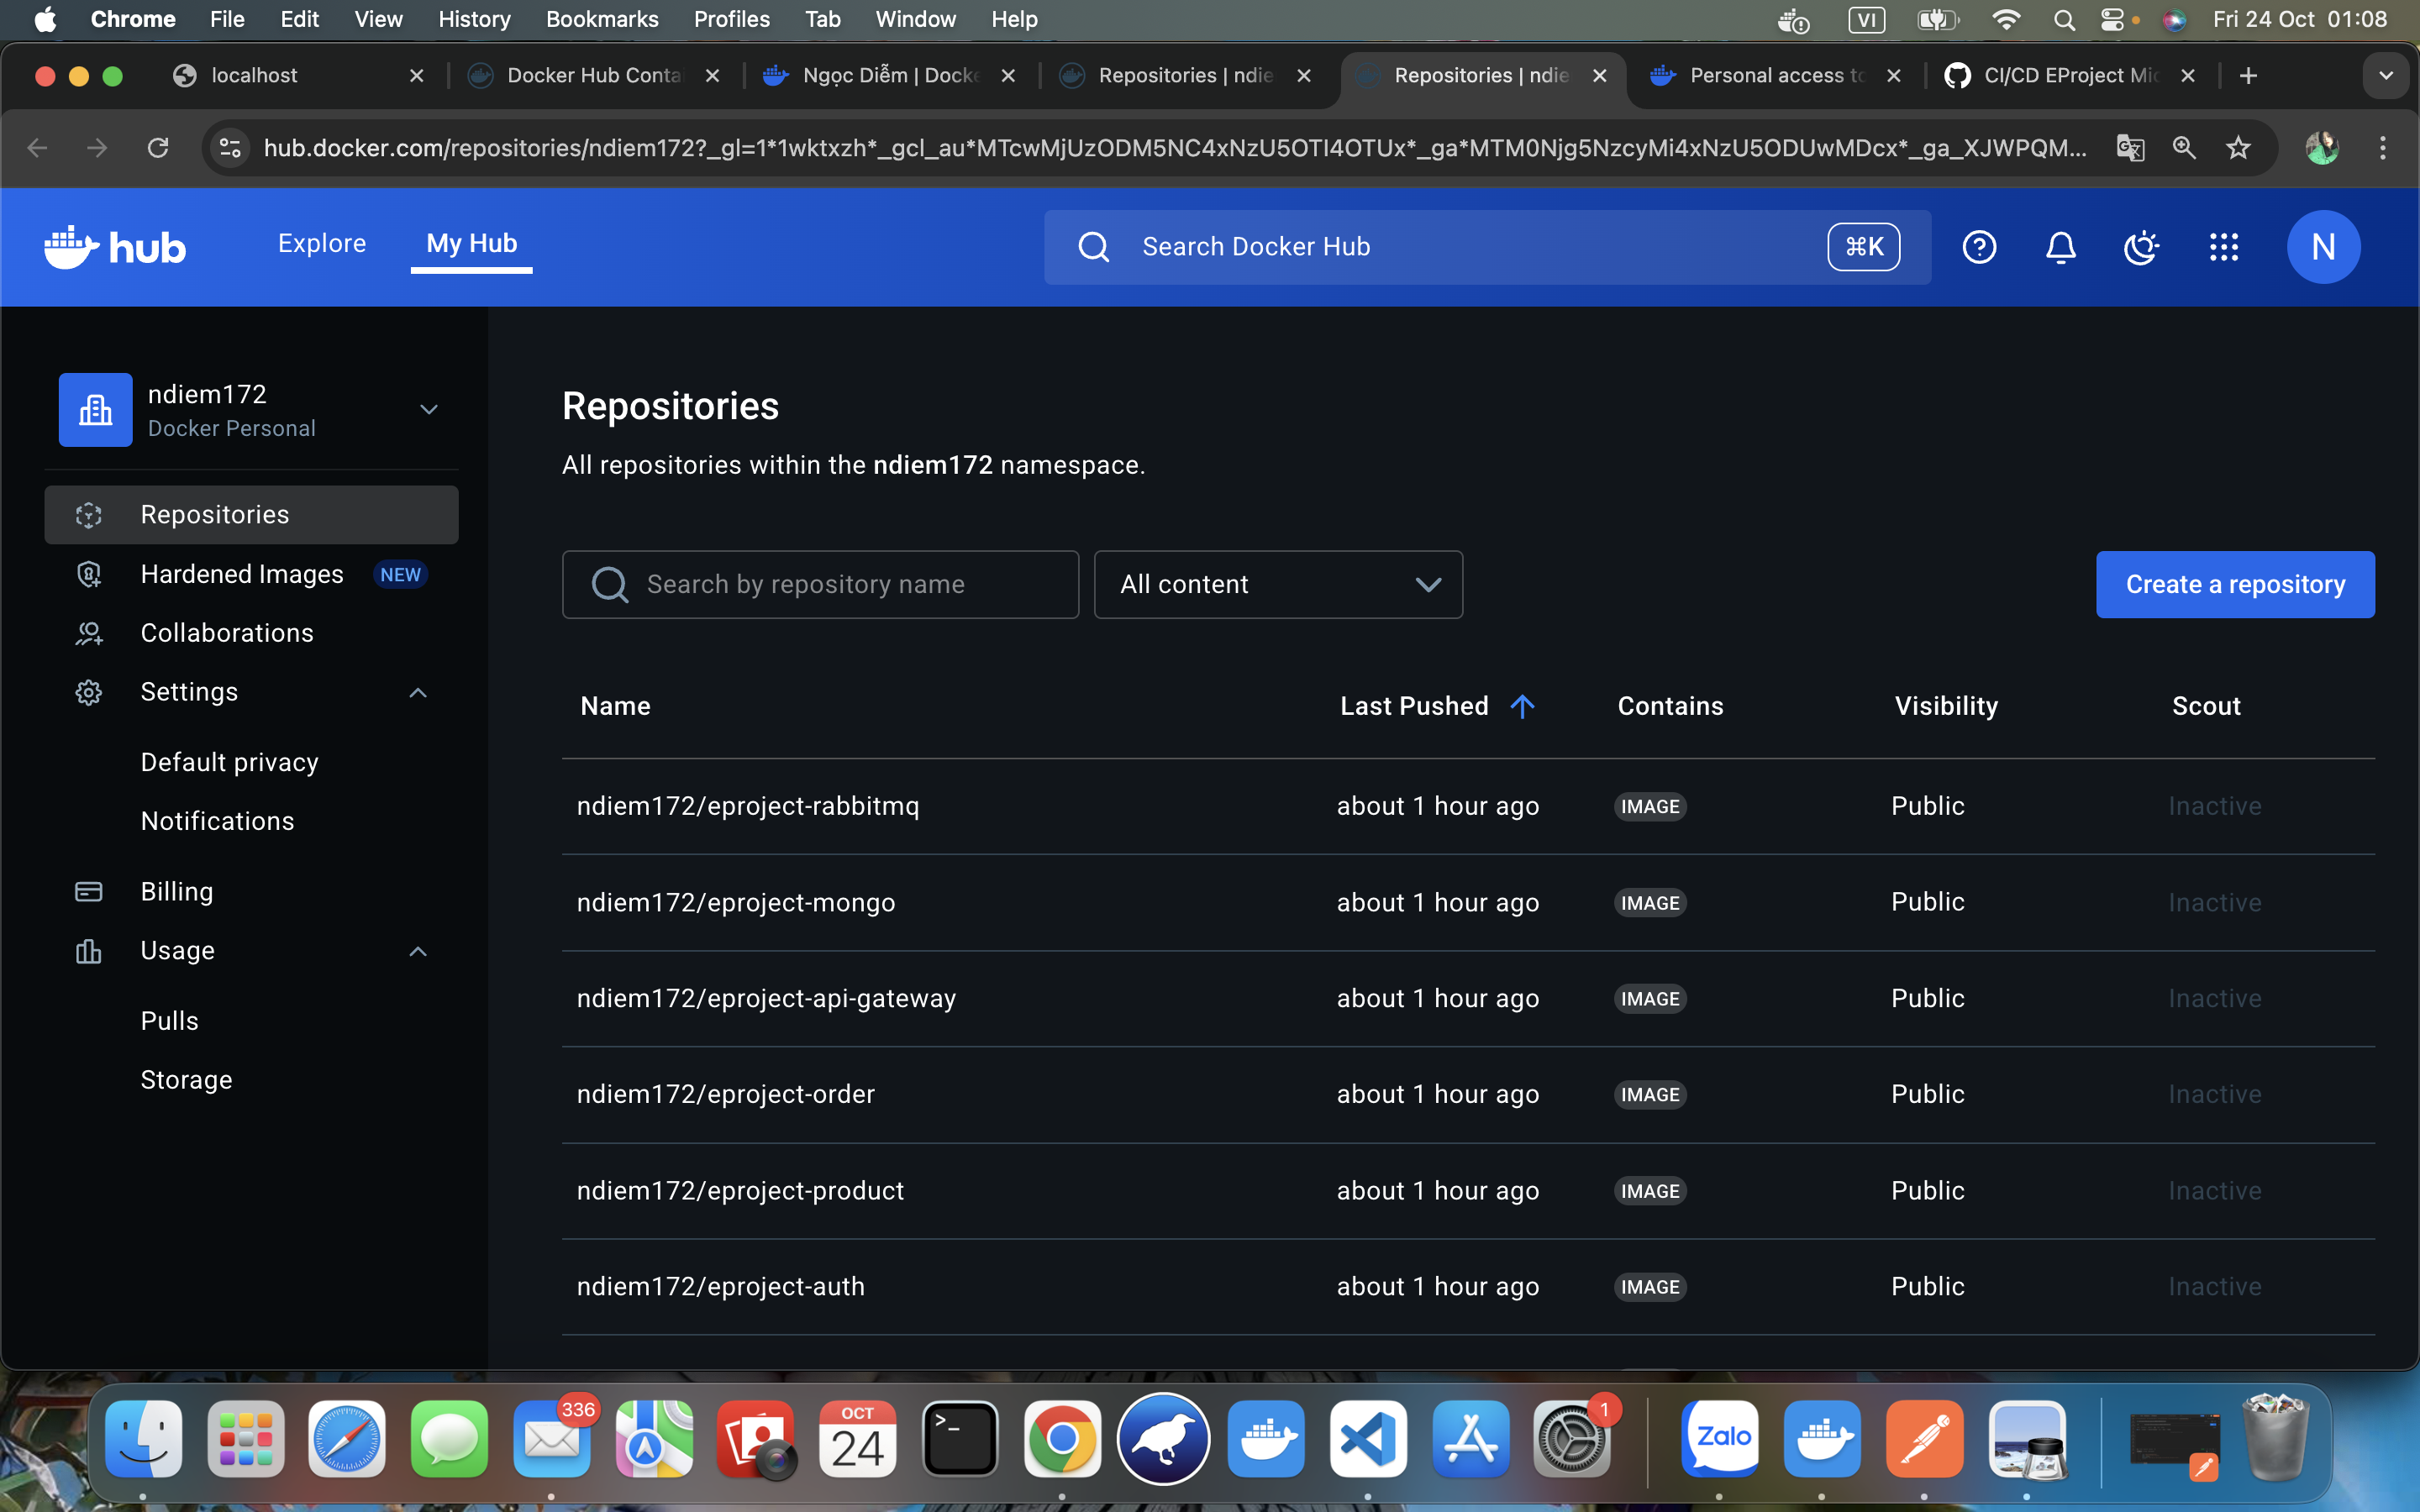 Chrome File Edit View History Bookmarks Profiles Tab Window Help VI Fri 24 Oct 01:08
localhost Docker Hub Conta Ngọc Diễm | Docke Repositories | ndie Repositories | ndie Personal access to CI/CD EProject Mic
hub.docker.com/repositories/ndiem172?_gl=1*1wktxzh*_gcl_au*MTcwMjUzODM5NC4xNzU5OTI4OTUx*_ga*MTM0Njg5NzcyMi4xNzU5ODUwMDcx*_ga_XJWPQM...
hub Explore My Hub Search Docker Hub ⌘K N
ndiem172
Docker Personal
Repositories
Hardened Images NEW
Collaborations
Settings
Default privacy
Notifications
Billing
Usage
Pulls
Storage
Repositories
All repositories within the ndiem172 namespace.
Search by repository name All content Create a repository
Name Last Pushed Contains Visibility Scout
ndiem172/eproject-rabbitmq about 1 hour ago IMAGE Public Inactive
ndiem172/eproject-mongo about 1 hour ago IMAGE Public Inactive
ndiem172/eproject-api-gateway about 1 hour ago IMAGE Public Inactive
ndiem172/eproject-order about 1 hour ago IMAGE Public Inactive
ndiem172/eproject-product about 1 hour ago IMAGE Public Inactive
ndiem172/eproject-auth about 1 hour ago IMAGE Public Inactive
336 OCT 24 >_ 1 Zalo